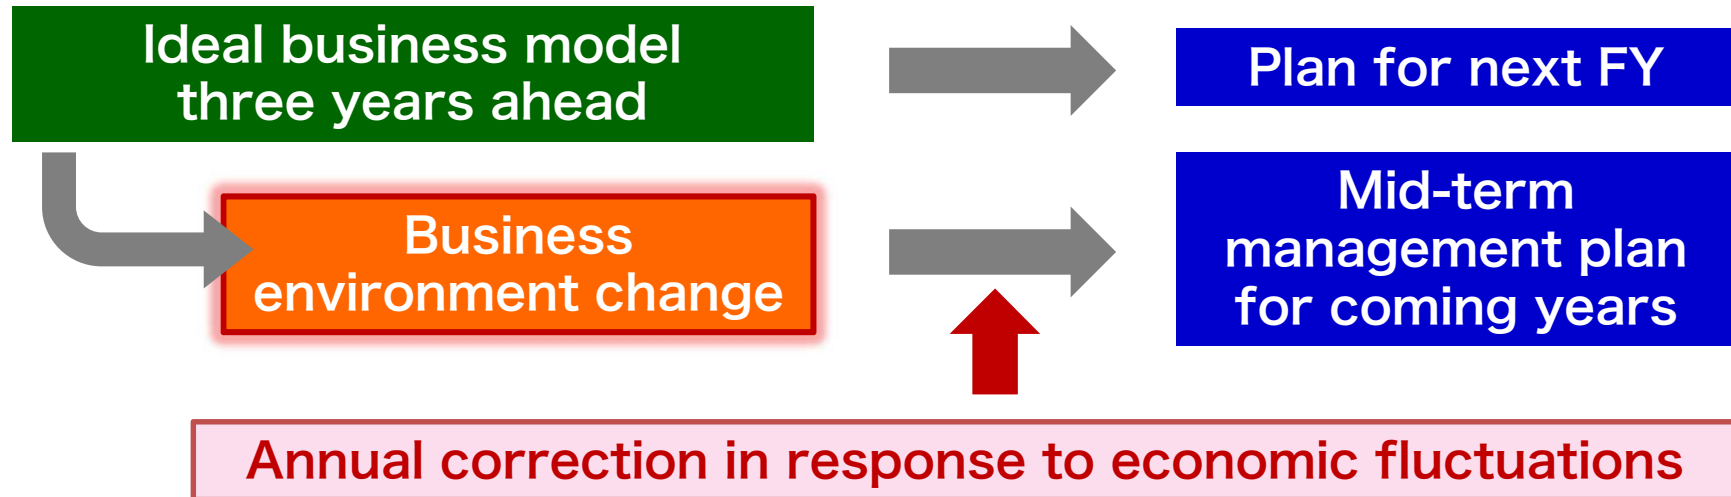 Ideal business model
three years ahead
Plan for next FY
Business
environment change
Mid-term
management plan
for coming years
Annual correction in response to economic fluctuations